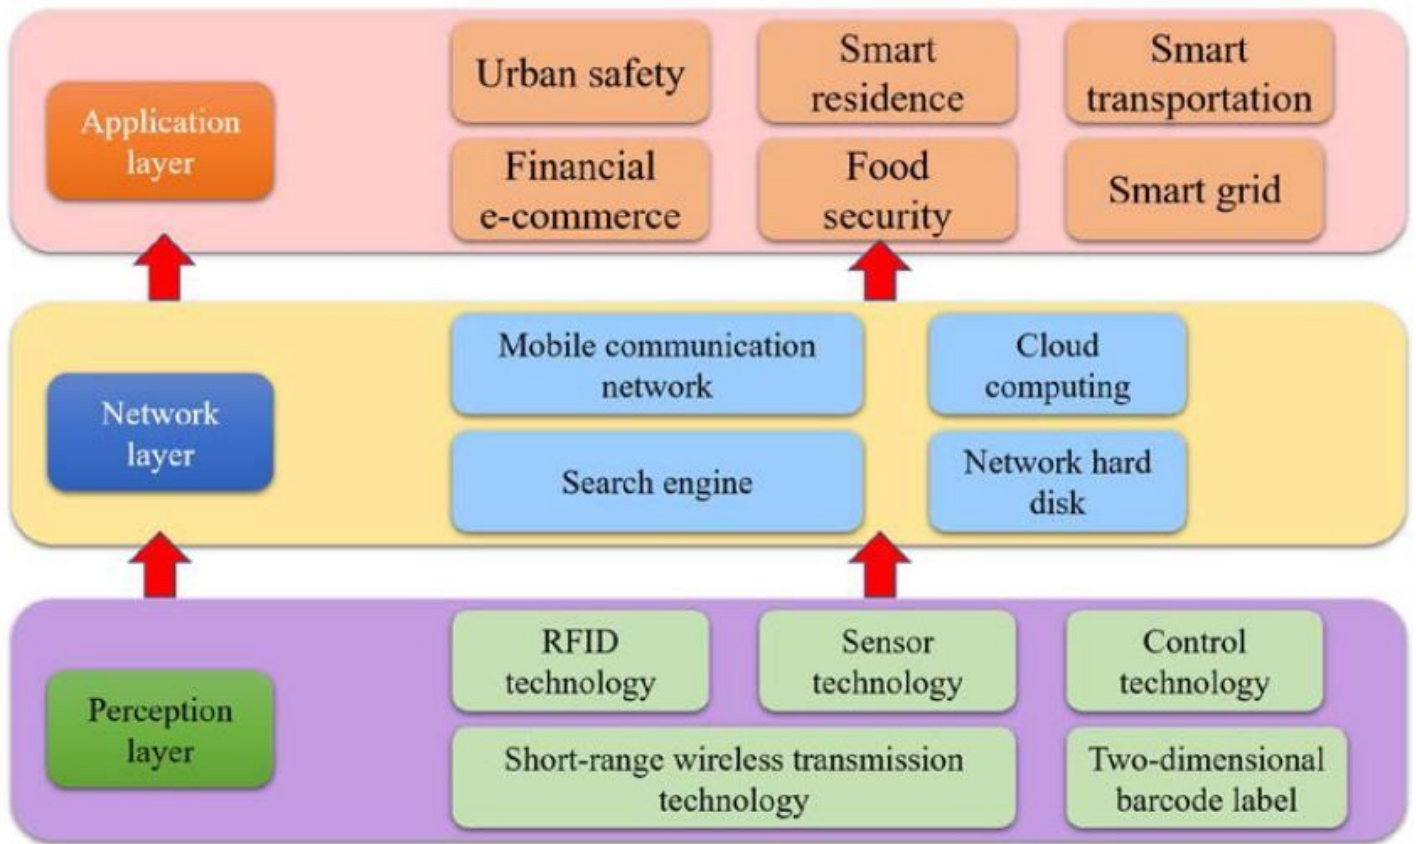 Application
layer
Urban safety
Smart
residence
Smart
transportation
Financial
e-commerce
Food
security
Smart grid
Network
layer
Mobile communication
network
Cloud
computing
Search engine
Network hard
disk
Perception
layer
RFID
technology
Sensor
technology
Control
technology
Short-range wireless transmission
technology
Two-dimensional
barcode label